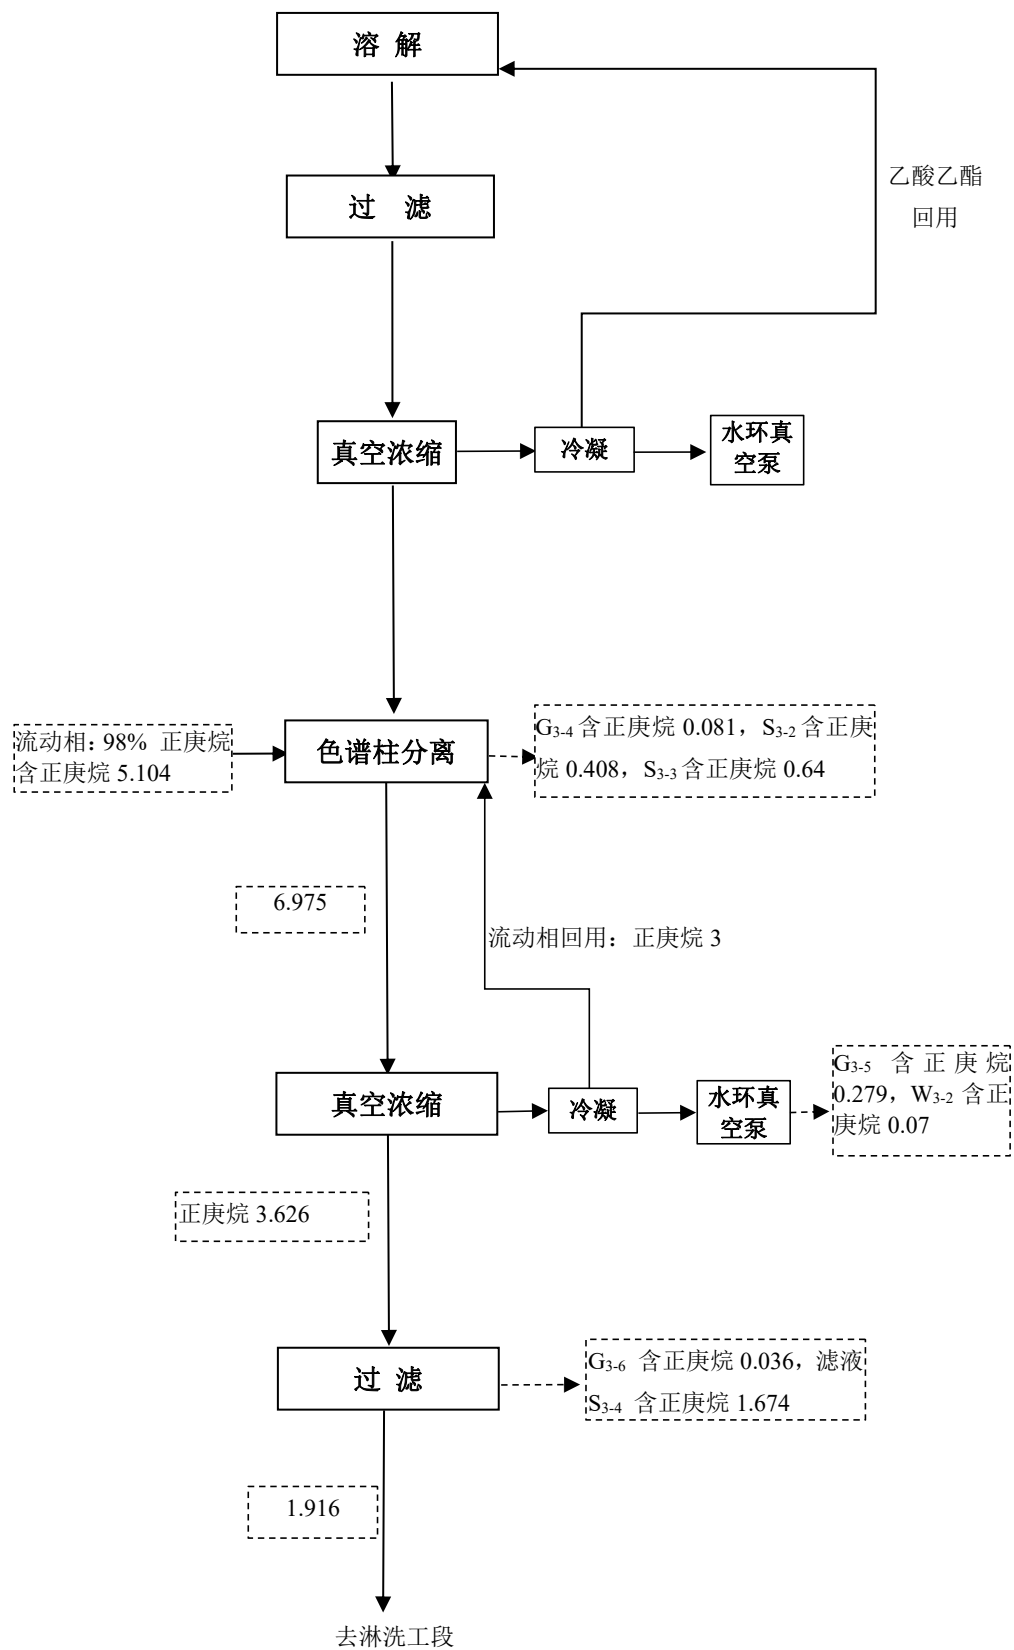 溶 解
乙酸乙酯
回用
过 滤
真空浓缩
冷凝
水环真
空泵
流动相：98% 正庚烷
含正庚烷 5.104
色谱柱分离
G3-4 含正庚烷 0.081，S3-2 含正庚
烷 0.408，S3-3 含正庚烷 0.64
6.975
流动相回用：正庚烷 3
真空浓缩
冷凝
水环真
空泵
G3-5 含正庚烷
0.279，W3-2 含正
庚烷 0.07
正庚烷 3.626
过 滤
G3-6 含正庚烷 0.036，滤液
S3-4 含正庚烷 1.674
1.916
去淋洗工段